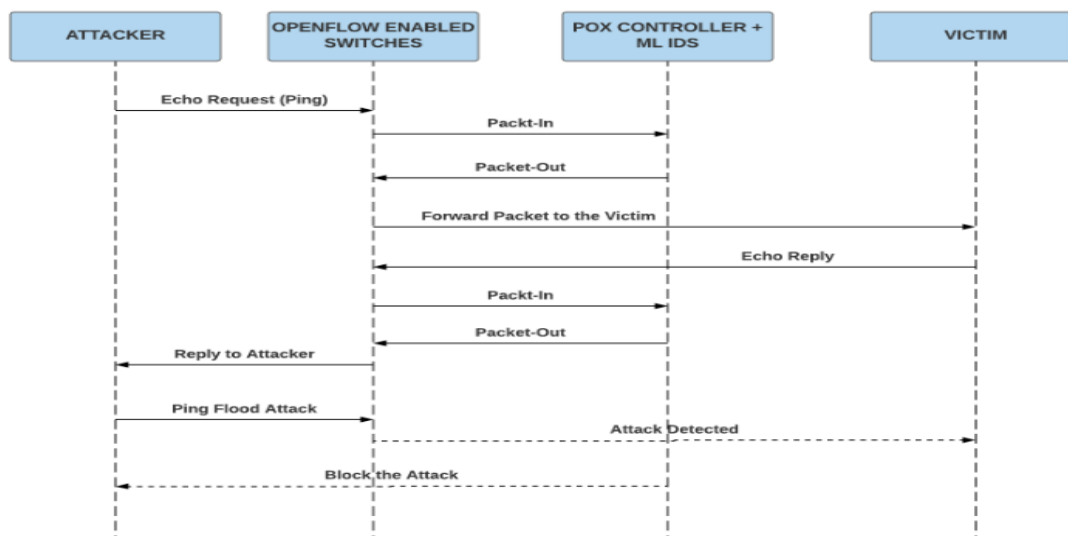 ATTACKER
OPENFLOW ENABLED
SWITCHES
POX CONTROLLER +
ML IDS
VICTIM
Echo Request (Ping)
Packt-In
Packet-Out
Forward Packet to the Victim
Echo Reply
Packt-In
Packet-Out
Reply to Attacker
Ping Flood Attack
Attack Detected
Block the Attack